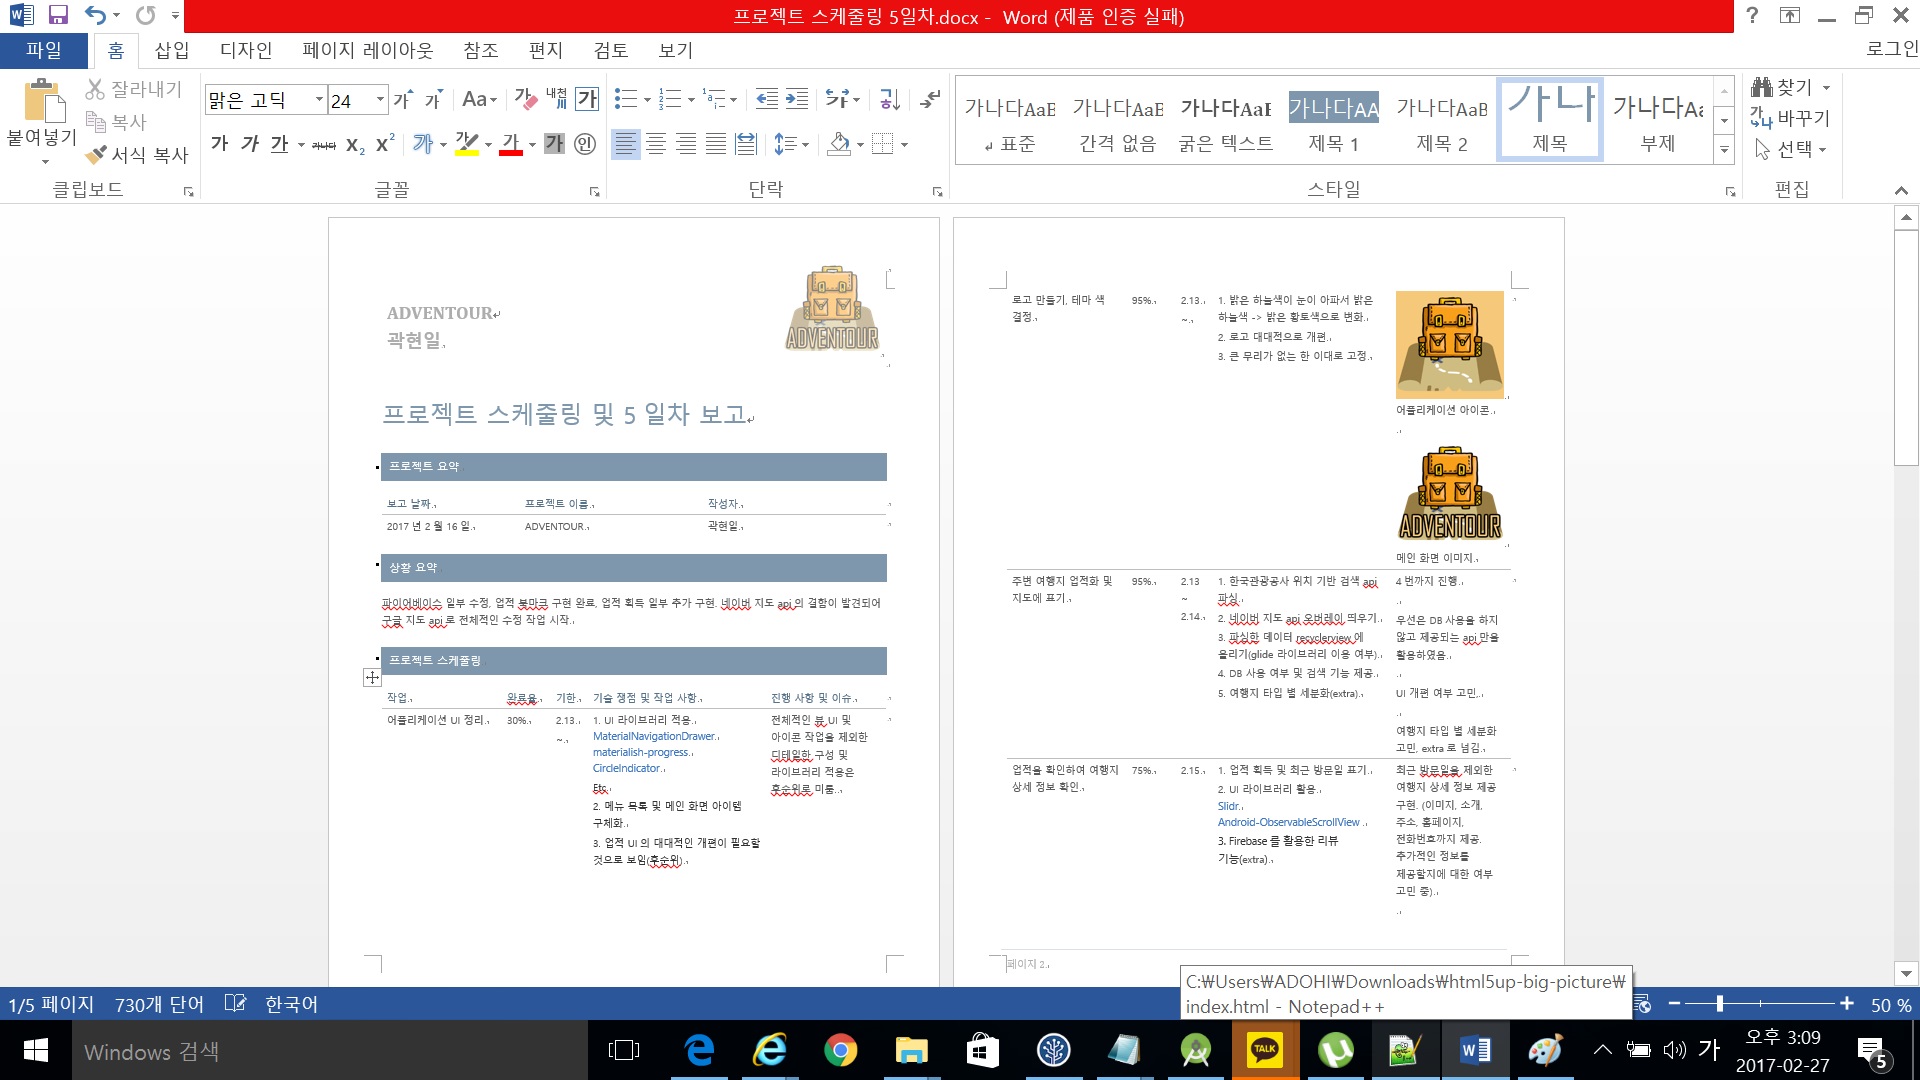 프로젝트 스케줄링 5일차.docx - Word (제품 인증 실패)
파일 홈 삽입 디자인 페이지 레이아웃 참조 편지 검토 보기 로그인
붙여넣기
잘라내기
복사
서식 복사
클립보드
맑은 고딕 24
글꼴
단락
가나다AaB 가나다AaB 가나다AaB 가나다AA 가나다AaB 가나 가나다Aa
표준 간격 없음 굵은 텍스트 제목 1 제목 2 제목 부제
스타일
찾기
바꾸기
선택
편집
ADVENTOUR
곽현일
ADVENTOUR
프로젝트 스케줄링 및 5 일차 보고
프로젝트 요약
보고 날짜 프로젝트 이름 작성자
2017 년 2 월 16 일 ADVENTOUR 곽현일
상황 요약
파이어베이스 일부 수정, 업적 북마크 구현 완료, 업적 획득 일부 추가 구현. 네이버 지도 api 의 결함이 발견되어
구글 지도 api 로 전체적인 수정 작업 시작.
프로젝트 스케줄링
작업 완료율 기한 기술 쟁점 및 작업 사항 진행 사항 및 이슈
어플리케이션 UI 정리 30% 2.13 ~
1. UI 라이브러리 적용
MaterialNavigationDrawer
materialish-progress
CircleIndicator
Etc
2. 메뉴 목록 및 메인 화면 아이템
구체화
3. 업적 UI 의 대대적인 개편이 필요할
것으로 보임(후순위)
전체적인 뷰 UI 및
아이콘 작업을 제외한
디테일한 구성 및
라이브러리 적용은
후순위로 미룸.
로고 만들기, 테마 색
결정
95%
2.13
~
1. 밝은 하늘색이 눈이 아파서 밝은
하늘색 -> 밝은 황토색으로 변화
2. 로고 대대적으로 개편
3. 큰 무리가 없는 한 이대로 고정
어플리케이션 아이콘
ADVENTOUR
메인 화면 이미지
주변 여행지 업적화 및
지도에 표기
95%
2.13
~
2.14
1. 한국관광공사 위치 기반 검색 api
파싱
2. 네이버 지도 api 오버레이 띄우기
3. 파싱한 데이터 recyclerview 에
올리기(glide 라이브러리 이용 여부)
4. DB 사용 여부 및 검색 기능 제공
5. 여행지 타입 별 세분화(extra)
4 번까지 진행
우선은 DB 사용을 하지
않고 제공되는 api 만을
활용하였음
UI 개편 여부 고민
여행지 타입 별 세분화
고민, extra 로 넘김
업적을 확인하여 여행지
상세 정보 확인
75%
2.15
1. 업적 획득 및 최근 방문일 표기
2. UI 라이브러리 활용
Slidr
Android-ObservableScrollView
3. Firebase 를 활용한 리뷰
기능(extra)
최근 방문일을 제외한
여행지 상세 정보 제공
구현. (이미지, 소개,
주소, 홈페이지,
전화번호까지 제공.
추가적인 정보를
제공할지에 대한 여부
고민 중)
페이지 2
C:₩Users₩ADOHI₩Downloads₩html5up-big-picture₩
index.html - Notepad++
1/5 페이지 730개 단어 한국어 50 %
Windows 검색
TALK
가
오후 3:09
2017-02-27
5